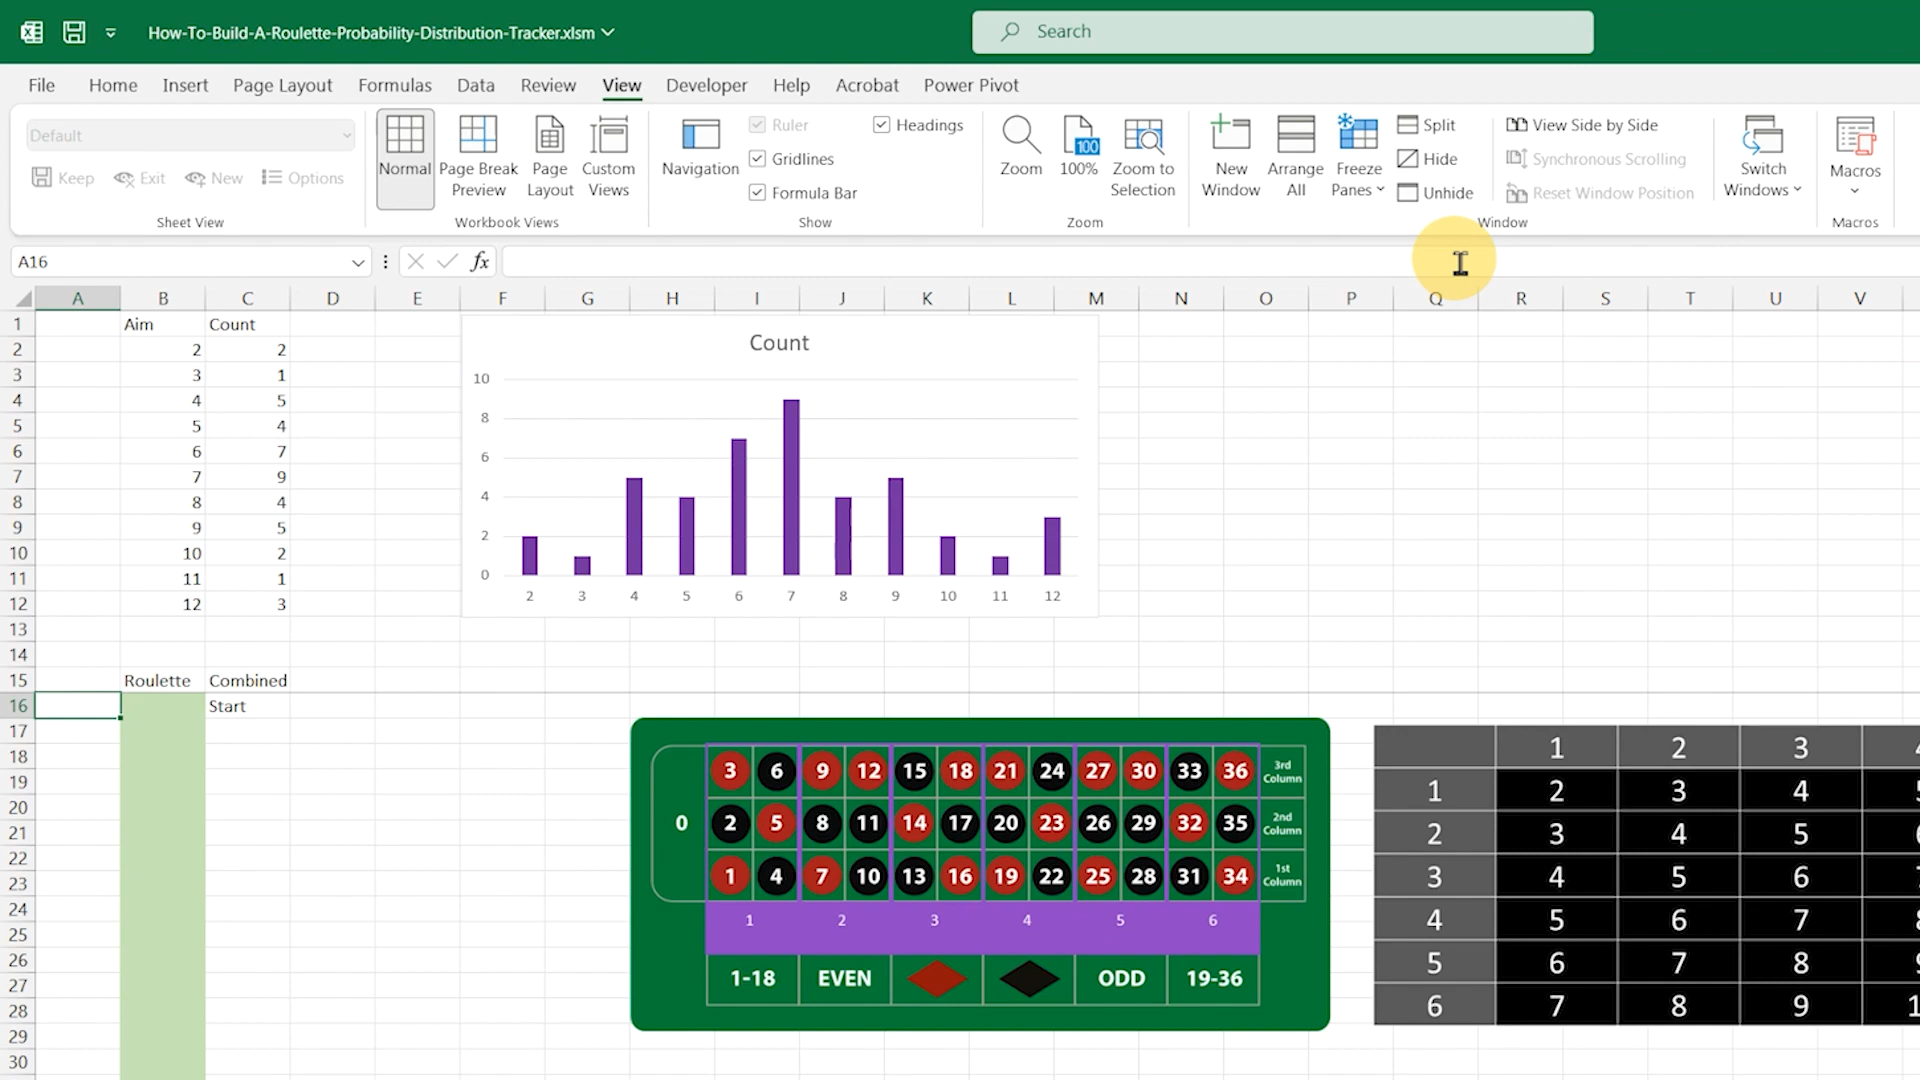 How-To-Build-A-Roulette-Probability-Distribution-Tracker.xlsm
Search
File Home Insert Page Layout Formulas Data Review View Developer Help Acrobat Power Pivot
Default
Keep Exit New Options
Sheet View
Normal
Page Break Preview
Page Layout
Custom Views
Workbook Views
Navigation
Ruler
Gridlines
Formula Bar
Headings
Show
Zoom
100
100%
Zoom to Selection
Zoom
New Window
Arrange All
Freeze Panes
Split
Hide
Unhide
View Side by Side
Synchronous Scrolling
Reset Window Position
Switch Windows
Window
Macros
Macros
A16
fx
A B C D E F G H I J K L M N O P Q R S T U V
1 Aim Count
2 2 2
3 3 1
4 4 5
5 5 4
6 6 7
7 7 9
8 8 4
9 9 5
10 10 2
11 11 1
12 12 3
13
14
15 Roulette Combined
16 Start
17
18
19
20
21
22
23
24
25
26
27
28
29
30
Count
10
8
6
4
2
0
2 3 4 5 6 7 8 9 10 11 12
3 6 9 12 15 18 21 24 27 30 33 36 3rd Column
0 2 5 8 11 14 17 20 23 26 29 32 35 2nd Column
1 4 7 10 13 16 19 22 25 28 31 34 1st Column
1 2 3 4 5 6
1-18 EVEN ODD 19-36
1 2 3
1 2 3 4
2 3 4 5
3 4 5 6
4 5 6 7
5 6 7 8
6 7 8 9